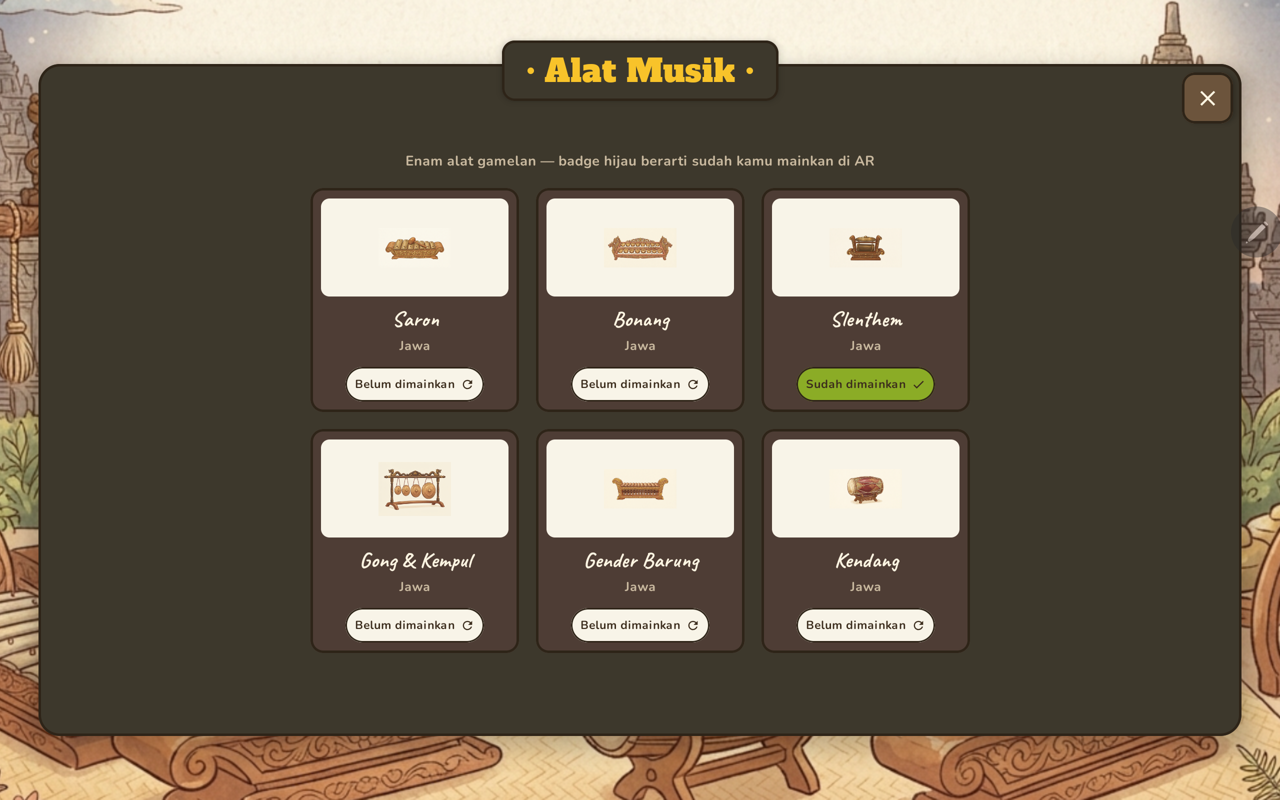 • Alat Musik •
Enam alat gamelan — badge hijau berarti sudah kamu mainkan di AR
Saron
Jawa
Belum dimainkan
Bonang
Jawa
Belum dimainkan
Slenthem
Jawa
Sudah dimainkan
Gong & Kempul
Jawa
Belum dimainkan
Gender Barung
Jawa
Belum dimainkan
Kendang
Jawa
Belum dimainkan